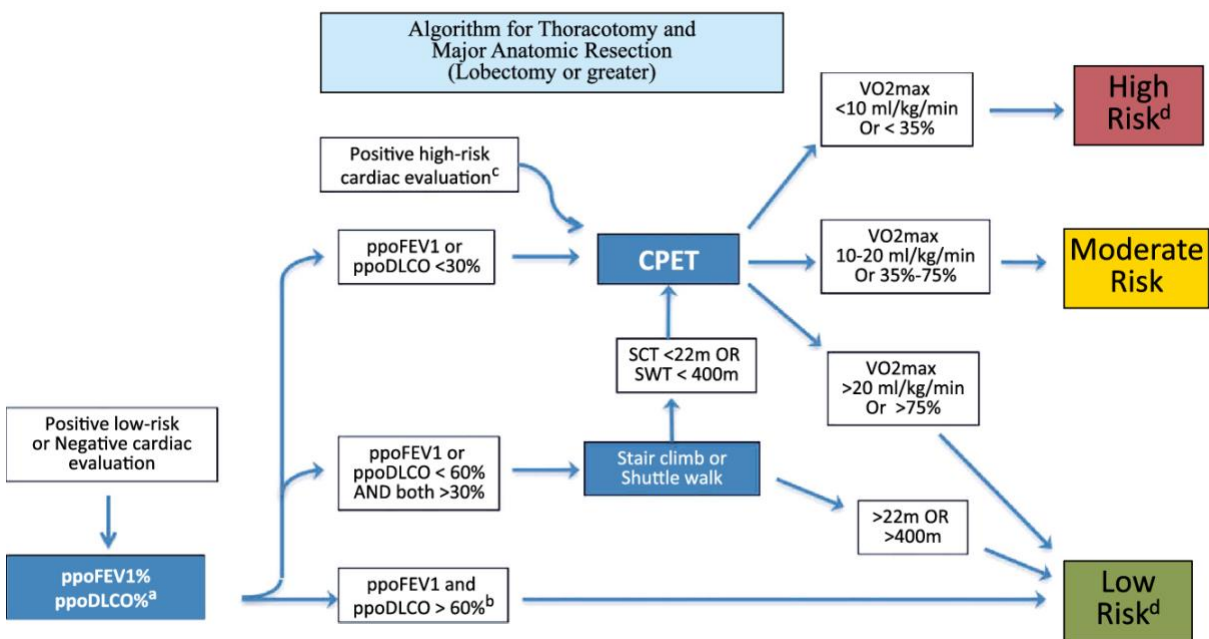 Algorithm for Thoracotomy and
Major Anatomic Resection
(Lobectomy or greater)
VO2max
<10 ml/kg/min
Or < 35%
High
Riskᵈ
Positive high-risk
cardiac evaluationᶜ
ppoFEV1 or
ppoDLCO <30%
CPET
VO2max
10-20 ml/kg/min
Or 35%-75%
Moderate
Risk
SCT <22m OR
SWT < 400m
VO2max
>20 ml/kg/min
Or >75%
Positive low-risk
or Negative cardiac
evaluation
ppoFEV1 or
ppoDLCO < 60%
AND both >30%
Stair climb or
Shuttle walk
>22m OR
>400m
ppoFEV1%
ppoDLCO%ᵃ
ppoFEV1 and
ppoDLCO > 60%ᵇ
Low
Riskᵈ